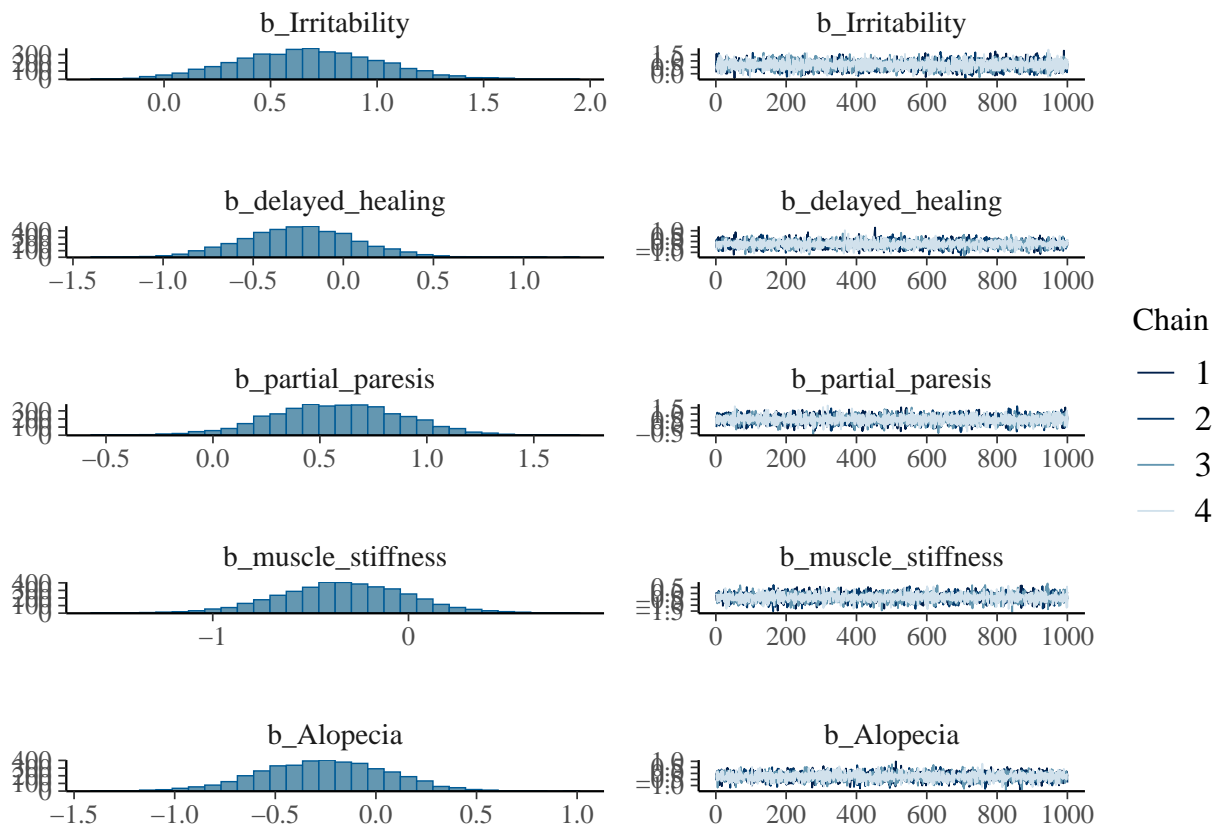 b_Irritability
b_Irritability
300
0.0 0.5 1.0 1.5 2.0
0 200 400 600 800 1000
b_delayed_healing
b_delayed_healing
−1.5 −1.0 −0.5 0.0 0.5 1.0
0 200 400 600 800 1000
Chain
1
2
3
4
b_partial_paresis
b_partial_paresis
−0.5 0.0 0.5 1.0 1.5
0 200 400 600 800 1000
b_muscle_stiffness
b_muscle_stiffness
−1 0
0 200 400 600 800 1000
b_Alopecia
b_Alopecia
−1.5 −1.0 −0.5 0.0 0.5 1.0
0 200 400 600 800 1000